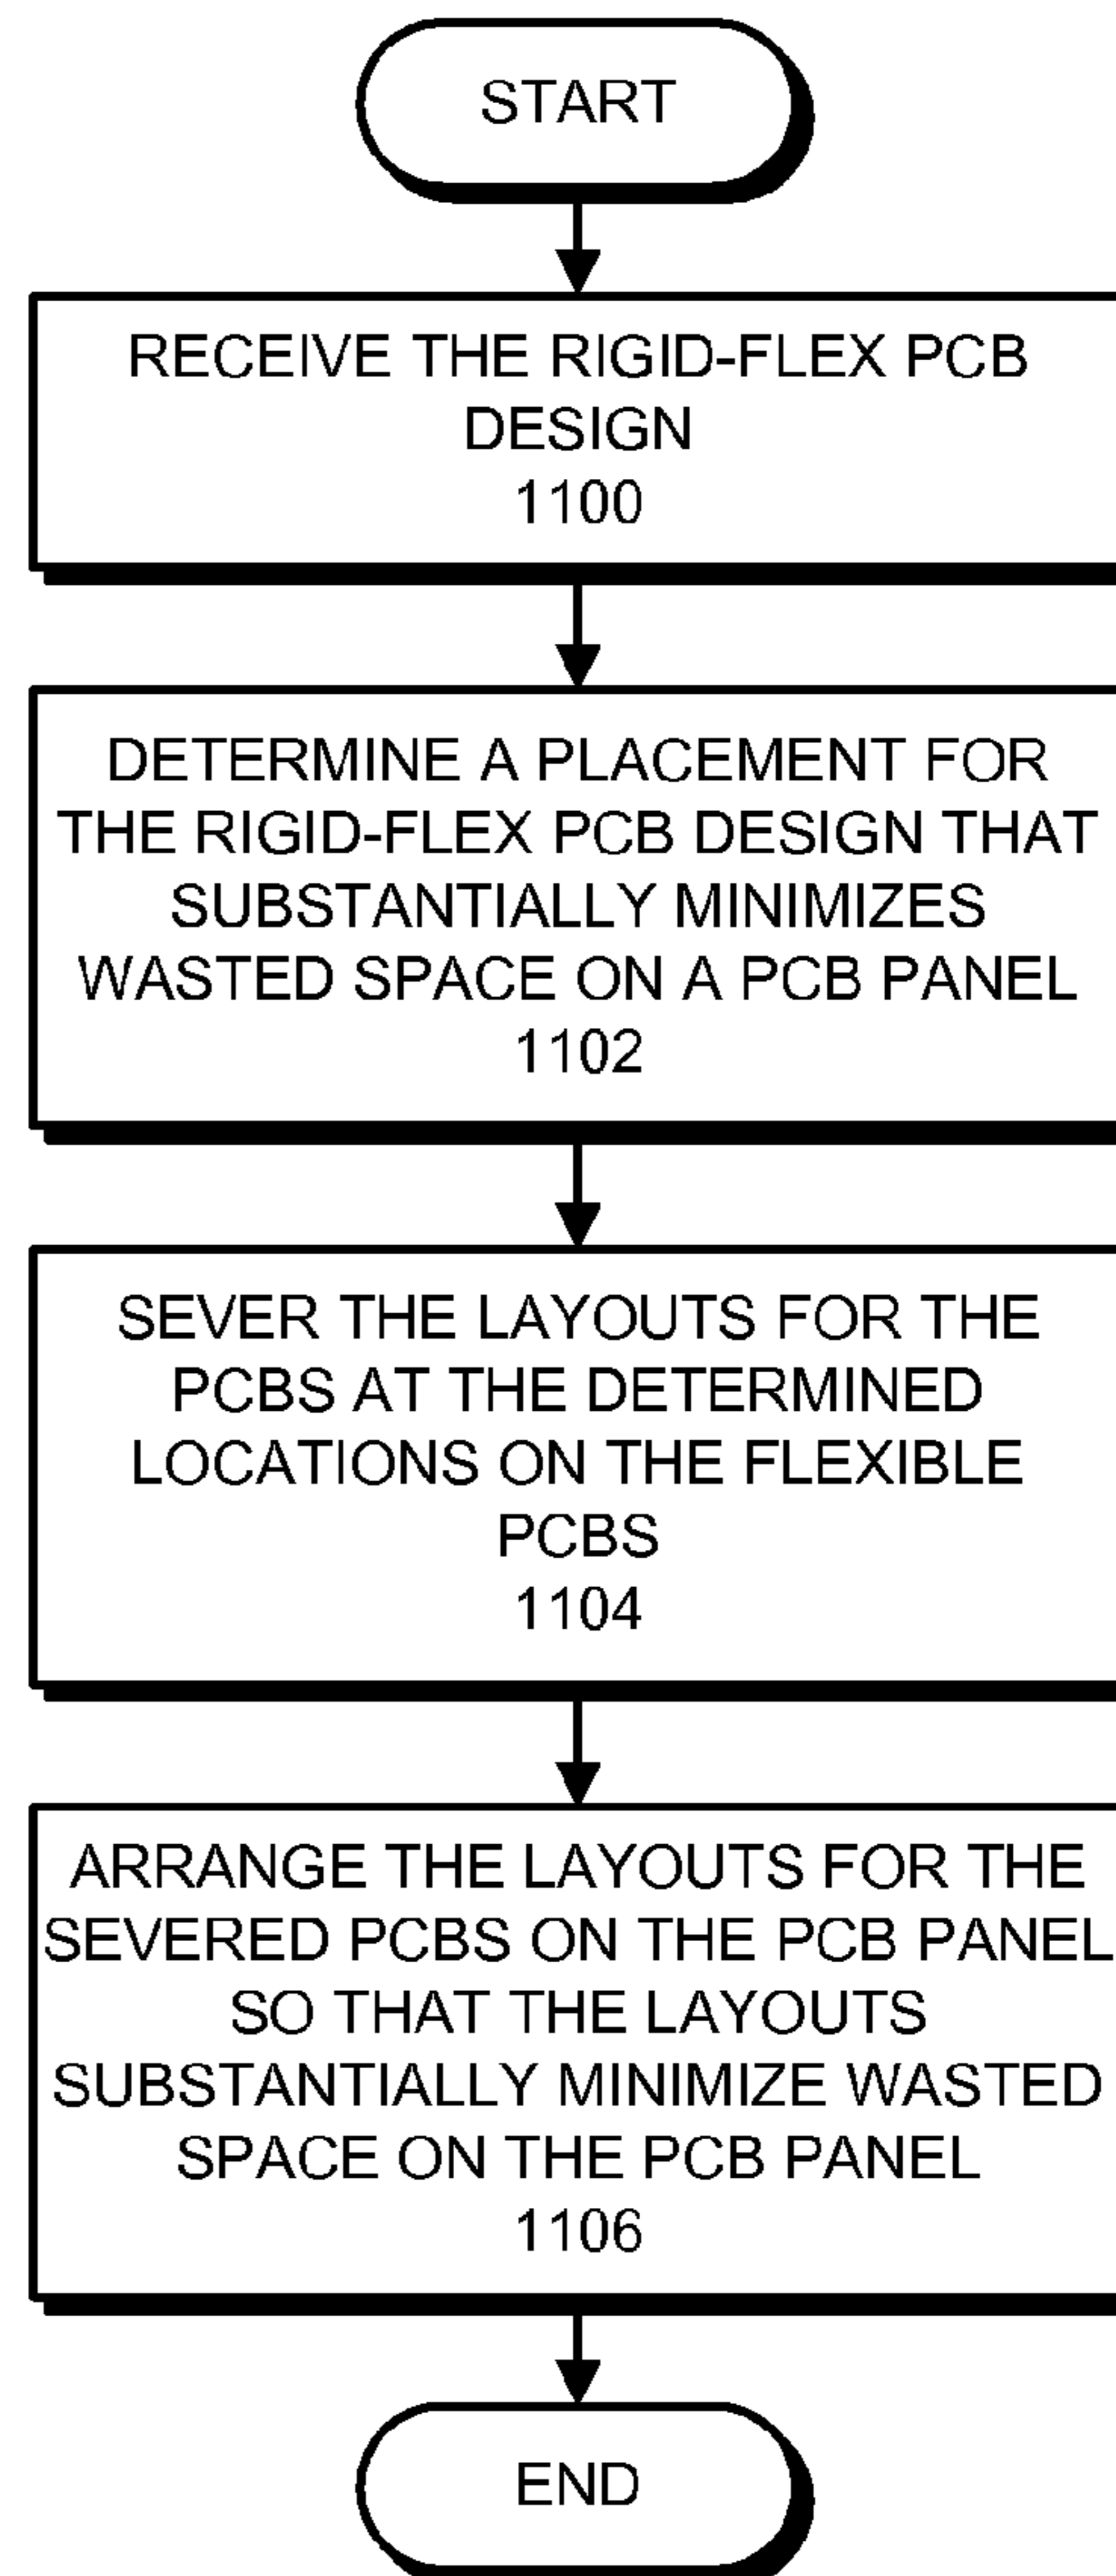 START
RECEIVE THE RIGID-FLEX PCB
DESIGN
1100
DETERMINE A PLACEMENT FOR
THE RIGID-FLEX PCB DESIGN THAT
SUBSTANTIALLY MINIMIZES
WASTED SPACE ON A PCB PANEL
1102
SEVER THE LAYOUTS FOR THE
PCBS AT THE DETERMINED
LOCATIONS ON THE FLEXIBLE
PCBS
1104
ARRANGE THE LAYOUTS FOR THE
SEVERED PCBS ON THE PCB PANEL
SO THAT THE LAYOUTS
SUBSTANTIALLY MINIMIZE WASTED
SPACE ON THE PCB PANEL
1106
END